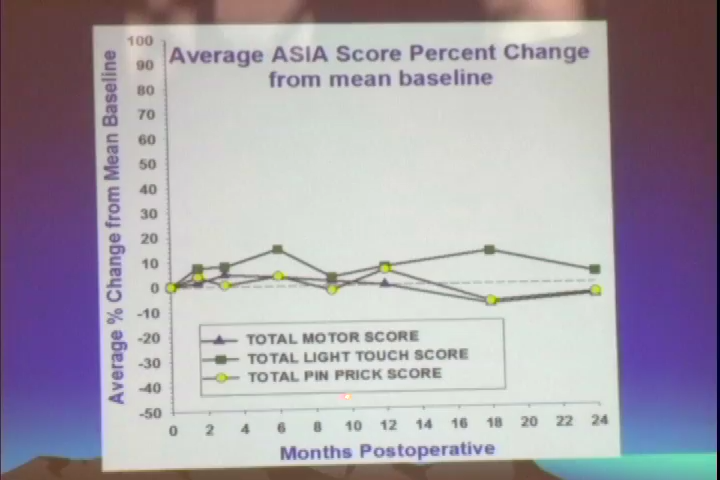 Average ASIA Score Percent Change
from mean baseline
Average % Change from Mean Baseline
100
90
80
70
60
50
40
30
20
10
0
-10
-20
-30
-40
-50
TOTAL MOTOR SCORE
TOTAL LIGHT TOUCH SCORE
TOTAL PIN PRICK SCORE
0 2 4 6 8 10 12 14 16 18 20 22 24
Months Postoperative